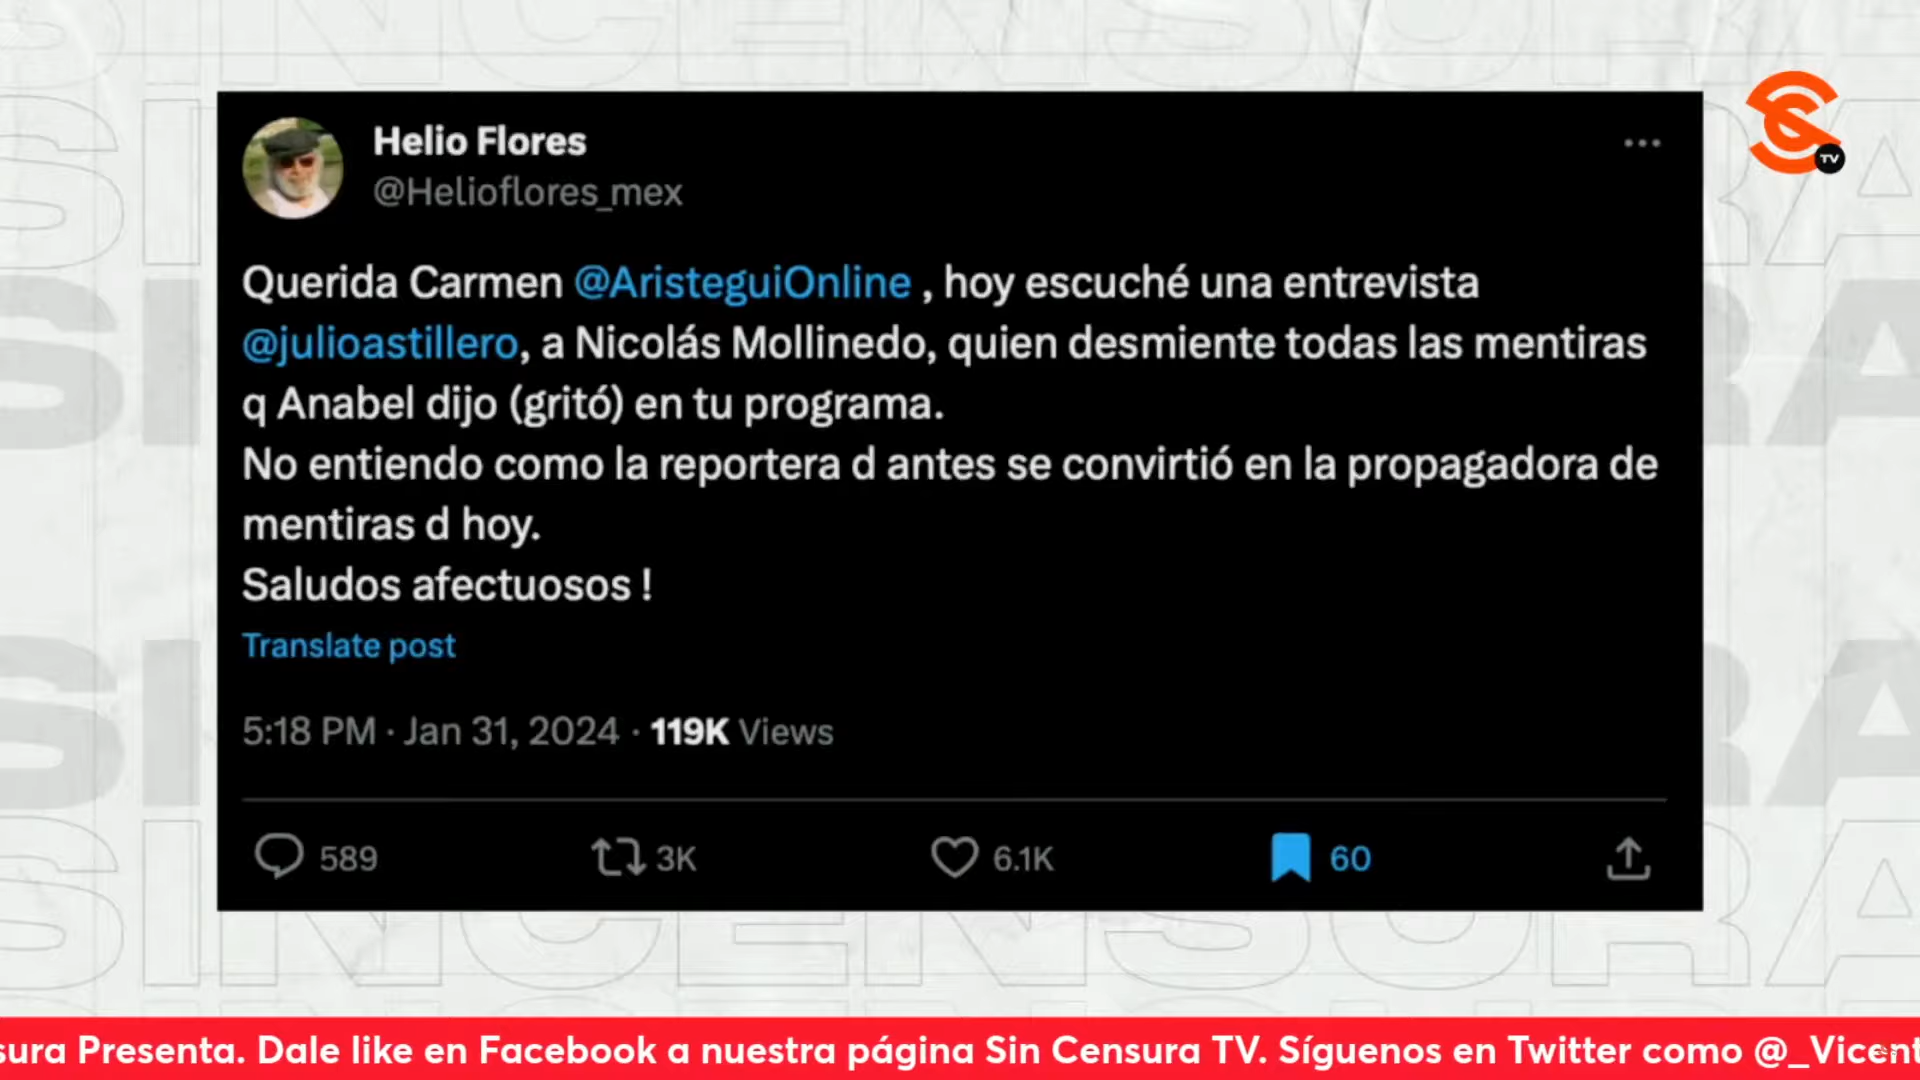 Helio Flores
@Helioflores_mex
Querida Carmen @AristeguiOnline , hoy escuché una entrevista
@julioastillero, a Nicolás Mollinedo, quien desmiente todas las mentiras
q Anabel dijo (gritó) en tu programa.
No entiendo como la reportera d antes se convirtió en la propagadora de
mentiras d hoy.
Saludos afectuosos !
Translate post
5:18 PM · Jan 31, 2024 · 119K Views
589 3K 6.1K 60
TV
SINCENSURA
sura Presenta. Dale like en Facebook a nuestra página Sin Censura TV. Síguenos en Twitter como @_Vicent